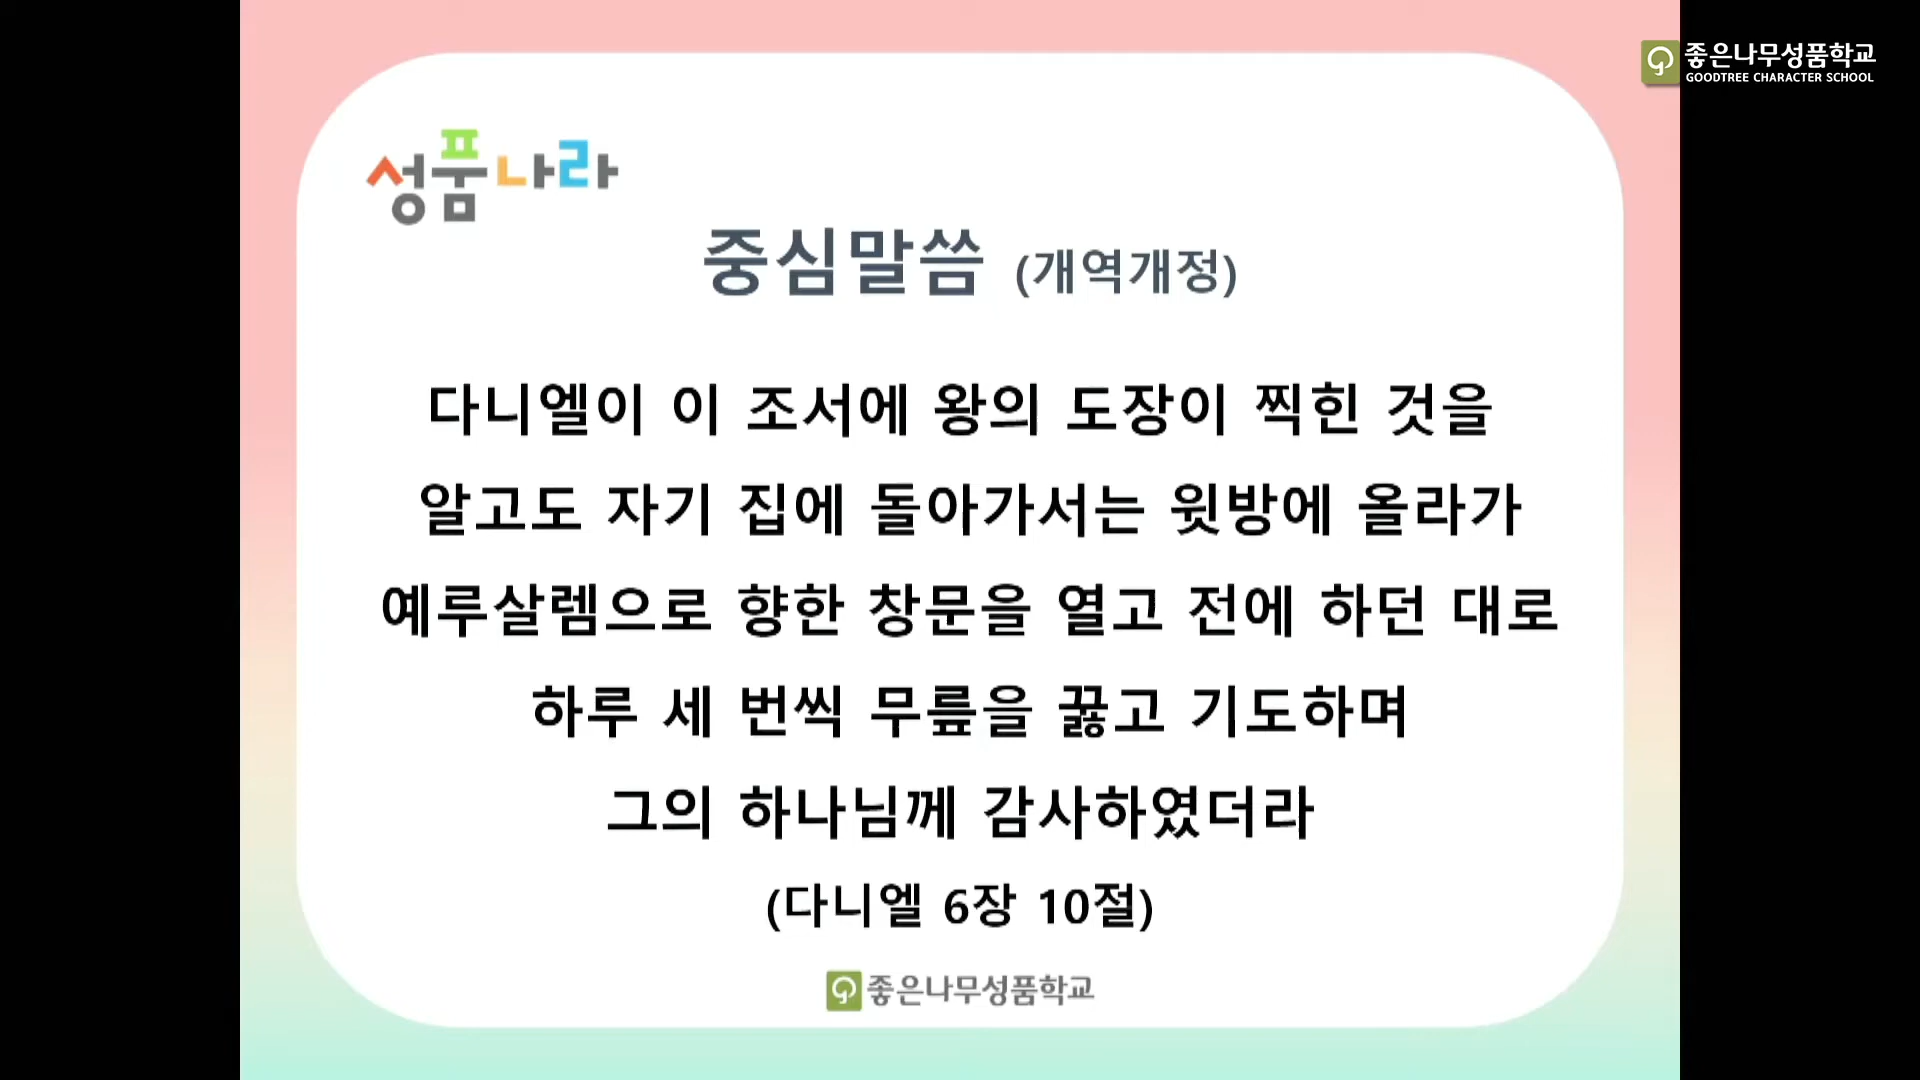 좋은나무성품학교
GOODTREE CHARACTER SCHOOL
성품나라
중심말씀 (개역개정)
다니엘이 이 조서에 왕의 도장이 찍힌 것을
알고도 자기 집에 돌아가서는 윗방에 올라가
예루살렘으로 향한 창문을 열고 전에 하던 대로
하루 세 번씩 무릎을 꿇고 기도하며
그의 하나님께 감사하였더라
(다니엘 6장 10절)
좋은나무성품학교